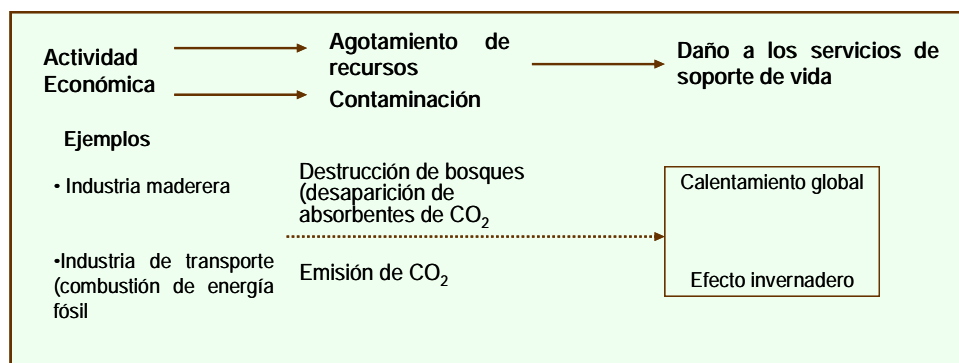 Actividad
Económica
Agotamiento de
recursos
Contaminación
Daño a los servicios de
soporte de vida
Ejemplos
• Industria maderera
Destrucción de bosques
(desaparición de
absorbentes de CO₂
Calentamiento global
•Industria de transporte
(combustión de energía
fósil
Emisión de CO₂
Efecto invernadero